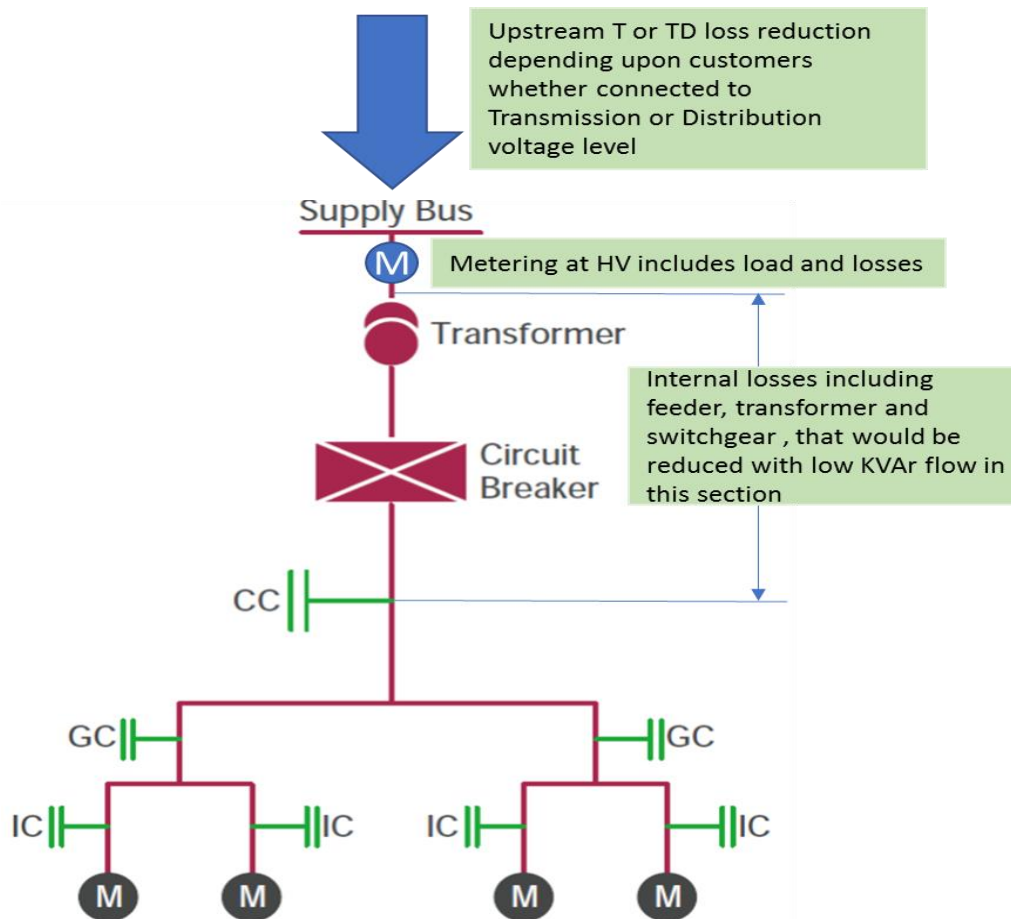 Upstream T or TD loss reduction
depending upon customers
whether connected to
Transmission or Distribution
voltage level
Supply Bus
M
Metering at HV includes load and losses
Transformer
Internal losses including
feeder, transformer and
switchgear , that would be
reduced with low KVAr flow in
this section
Circuit
Breaker
CC
GC
GC
IC
IC
IC
IC
M
M
M
M